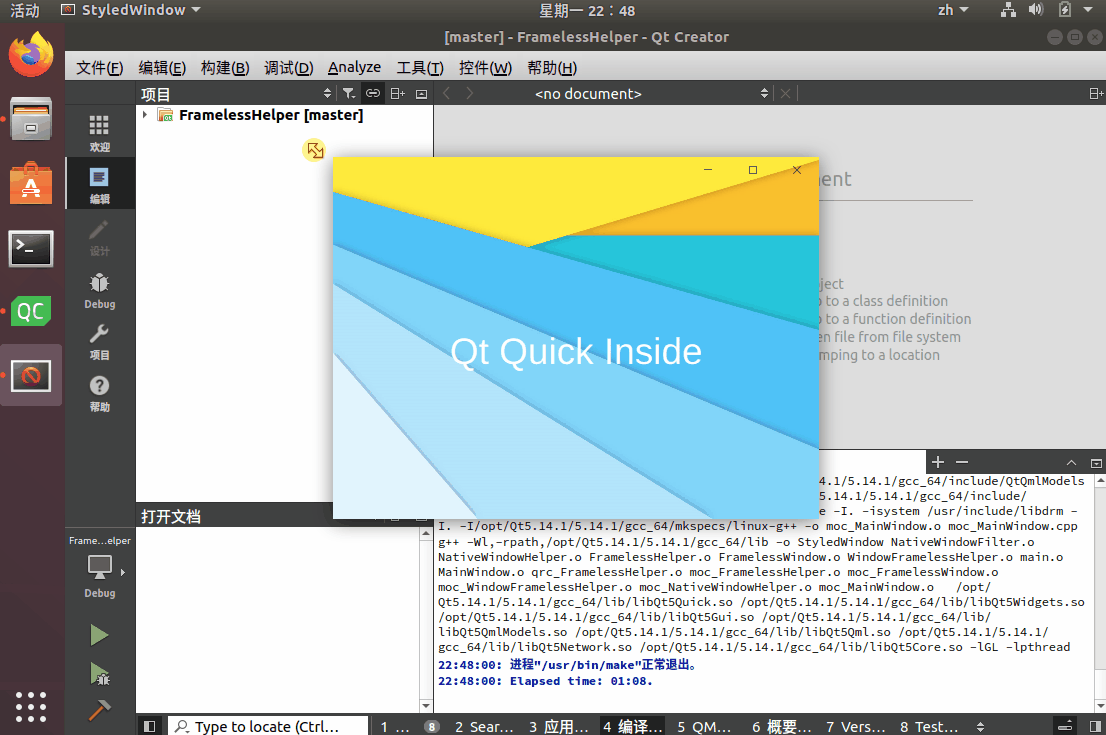 活动 StyledWindow 星期一 22：48 zh
[master] - FramelessHelper - Qt Creator
文件(F) 编辑(E) 构建(B) 调试(D) Analyze 工具(T) 控件(W) 帮助(H)
项目 <no document>
FramelessHelper [master]
欢迎
编辑
设计
Debug
项目
帮助
ent
Qt Quick Inside
ject
o to a class definition
o to a function definition
en file from file system
mping to a location
打开文档
Frame...elper
Debug
4.1/5.14.1/gcc_64/include/QtQmlModels
5.14.1/gcc_64/include/
e -I. -isystem /usr/include/libdrm -
I. -I/opt/Qt5.14.1/5.14.1/gcc_64/mkspecs/linux-g++ -o moc_MainWindow.o moc_MainWindow.cpp
g++ -Wl,-rpath,/opt/Qt5.14.1/5.14.1/gcc_64/lib -o StyledWindow NativeWindowFilter.o
NativeWindowHelper.o FramelessHelper.o FramelessWindow.o WindowFramelessHelper.o main.o
MainWindow.o qrc_FramelessHelper.o moc_FramelessHelper.o moc_FramelessWindow.o
moc_WindowFramelessHelper.o moc_NativeWindowHelper.o moc_MainWindow.o /opt/
Qt5.14.1/5.14.1/gcc_64/lib/libQt5Quick.so /opt/Qt5.14.1/5.14.1/gcc_64/lib/libQt5Widgets.so
/opt/Qt5.14.1/5.14.1/gcc_64/lib/libQt5Gui.so /opt/Qt5.14.1/5.14.1/gcc_64/lib/
libQt5QmlModels.so /opt/Qt5.14.1/5.14.1/gcc_64/lib/libQt5Qml.so /opt/Qt5.14.1/5.14.1/
gcc_64/lib/libQt5Network.so /opt/Qt5.14.1/5.14.1/gcc_64/lib/libQt5Core.so -lGL -lpthread
22:48:00: 进程"/usr/bin/make"正常退出。
22:48:00: Elapsed time: 01:08.
Type to locate (Ctrl... 1 ... 8 2 Sear... 3 应用... 4 编译... 5 QM... 6 概要... 7 Vers... 8 Test...